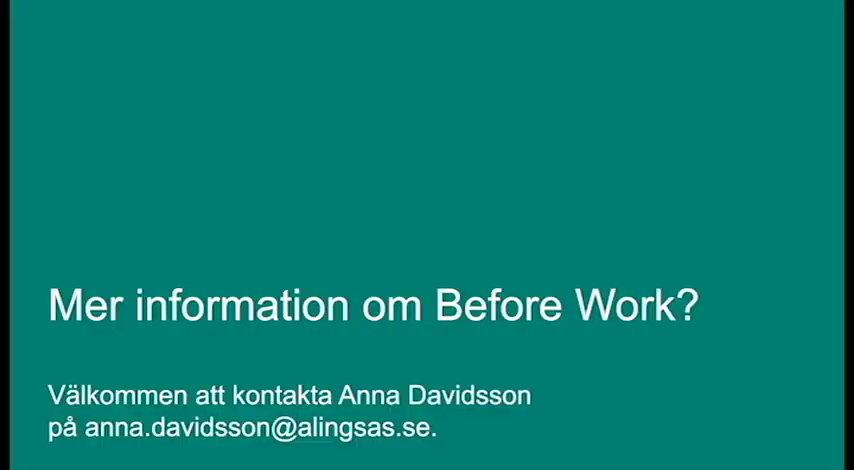 Mer information om Before Work?
Välkommen att kontakta Anna Davidsson
på anna.davidsson@alingsas.se.